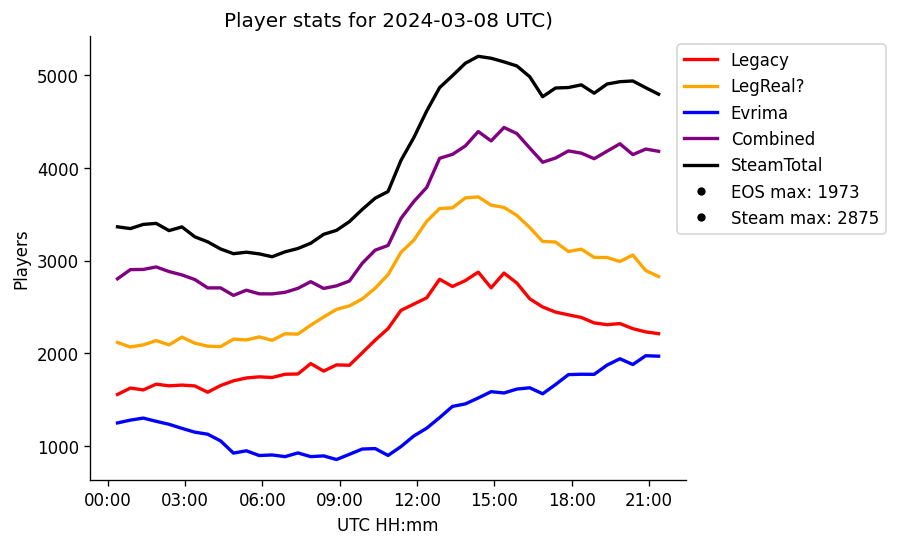 Player stats for 2024-03-08 UTC)
Players
5000
4000
3000
2000
1000
00:00 03:00 06:00 09:00 12:00 15:00 18:00 21:00
UTC HH:mm
Legacy
LegReal?
Evrima
Combined
SteamTotal
EOS max: 1973
Steam max: 2875